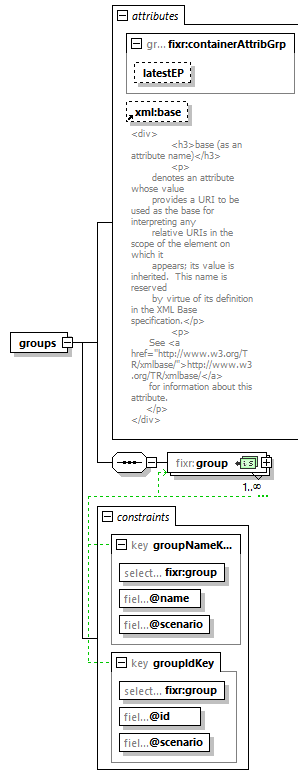 attributes
gr... fixr:containerAttribGrp
latestEP
xml:base
<div>
<h3>base (as an
attribute name)</h3>
<p>
denotes an attribute
whose value
provides a URI to be
used as the base for
interpreting any
relative URIs in the
scope of the element on
which it
appears; its value is
inherited.  This name is
reserved
by virtue of its definition
in the XML Base
specification.</p>
<p>
See <a
href="http://www.w3.org/T
R/xmlbase/">http://www.w3
.org/TR/xmlbase/</a>
for information about this
attribute.
</p>
</div>
groups
fixr:group
1..∞
constraints
key groupNameK...
select... fixr:group
fiel... @name
fiel... @scenario
key groupIdKey
select... fixr:group
fiel... @id
fiel... @scenario